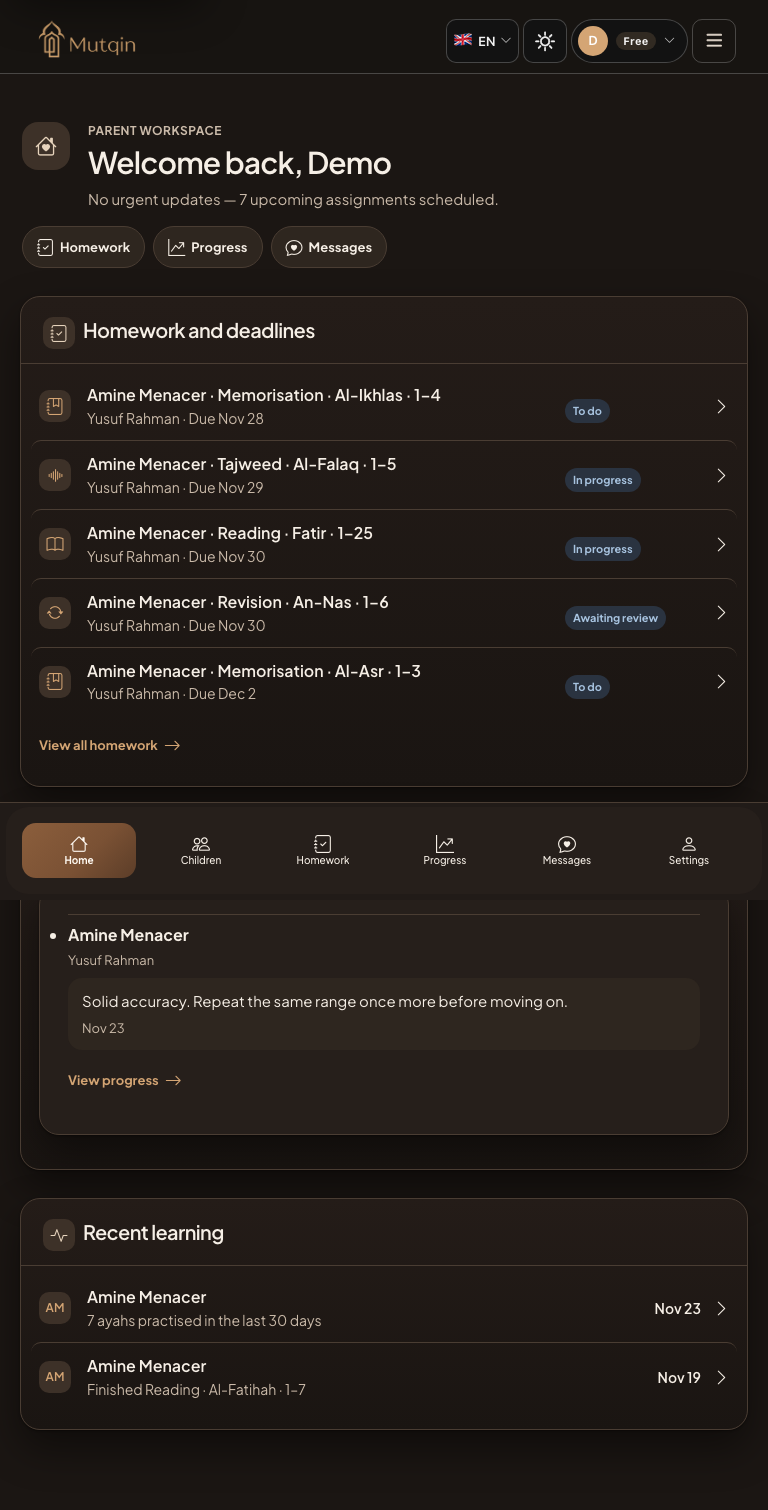 Mutqin
EN
D
Free
PARENT WORKSPACE
Welcome back, Demo
No urgent updates — 7 upcoming assignments scheduled.
Homework
Progress
Messages
Homework and deadlines
Amine Menacer · Memorisation · Al-Ikhlas · 1–4
Yusuf Rahman · Due Nov 28
To do
Amine Menacer · Tajweed · Al-Falaq · 1–5
Yusuf Rahman · Due Nov 29
In progress
Amine Menacer · Reading · Fatir · 1–25
Yusuf Rahman · Due Nov 30
In progress
Amine Menacer · Revision · An-Nas · 1–6
Yusuf Rahman · Due Nov 30
Awaiting review
Amine Menacer · Memorisation · Al-Asr · 1–3
Yusuf Rahman · Due Dec 2
To do
View all homework
Home
Children
Homework
Progress
Messages
Settings
Amine Menacer
Yusuf Rahman
Solid accuracy. Repeat the same range once more before moving on.
Nov 23
View progress
Recent learning
AM
Amine Menacer
7 ayahs practised in the last 30 days
Nov 23
AM
Amine Menacer
Finished Reading · Al-Fatihah · 1–7
Nov 19